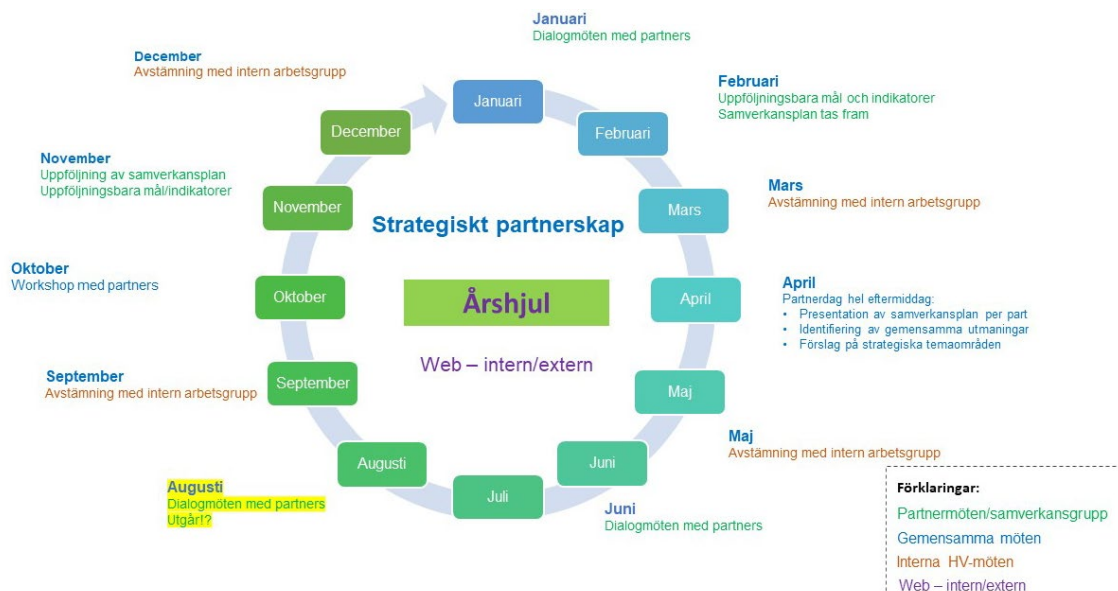 Januari
Dialogmöten med partners
December
Avstämning med intern arbetsgrupp
Februari
Uppföljningsbara mål och indikatorer
Samverkansplan tas fram
Januari
December
Februari
November
Uppföljning av samverkansplan
Uppföljningsbara mål/indikatorer
November
Mars
Mars
Avstämning med intern arbetsgrupp
Strategiskt partnerskap
Oktober
Workshop med partners
Oktober
Årshjul
April
April
Partnerdag hel eftermiddag:
• Presentation av samverkansplan per part
• Identifiering av gemensamma utmaningar
• Förslag på strategiska temaområden
Web – intern/extern
September
Avstämning med intern arbetsgrupp
September
Maj
Maj
Avstämning med intern arbetsgrupp
Augusti
Juni
Juli
Augusti
Dialogmöten med partners
Utgår!?
Juni
Dialogmöten med partners
Förklaringar:
Partnermöten/samverkansgrupp
Gemensamma möten
Interna HV-möten
Web – intern/extern